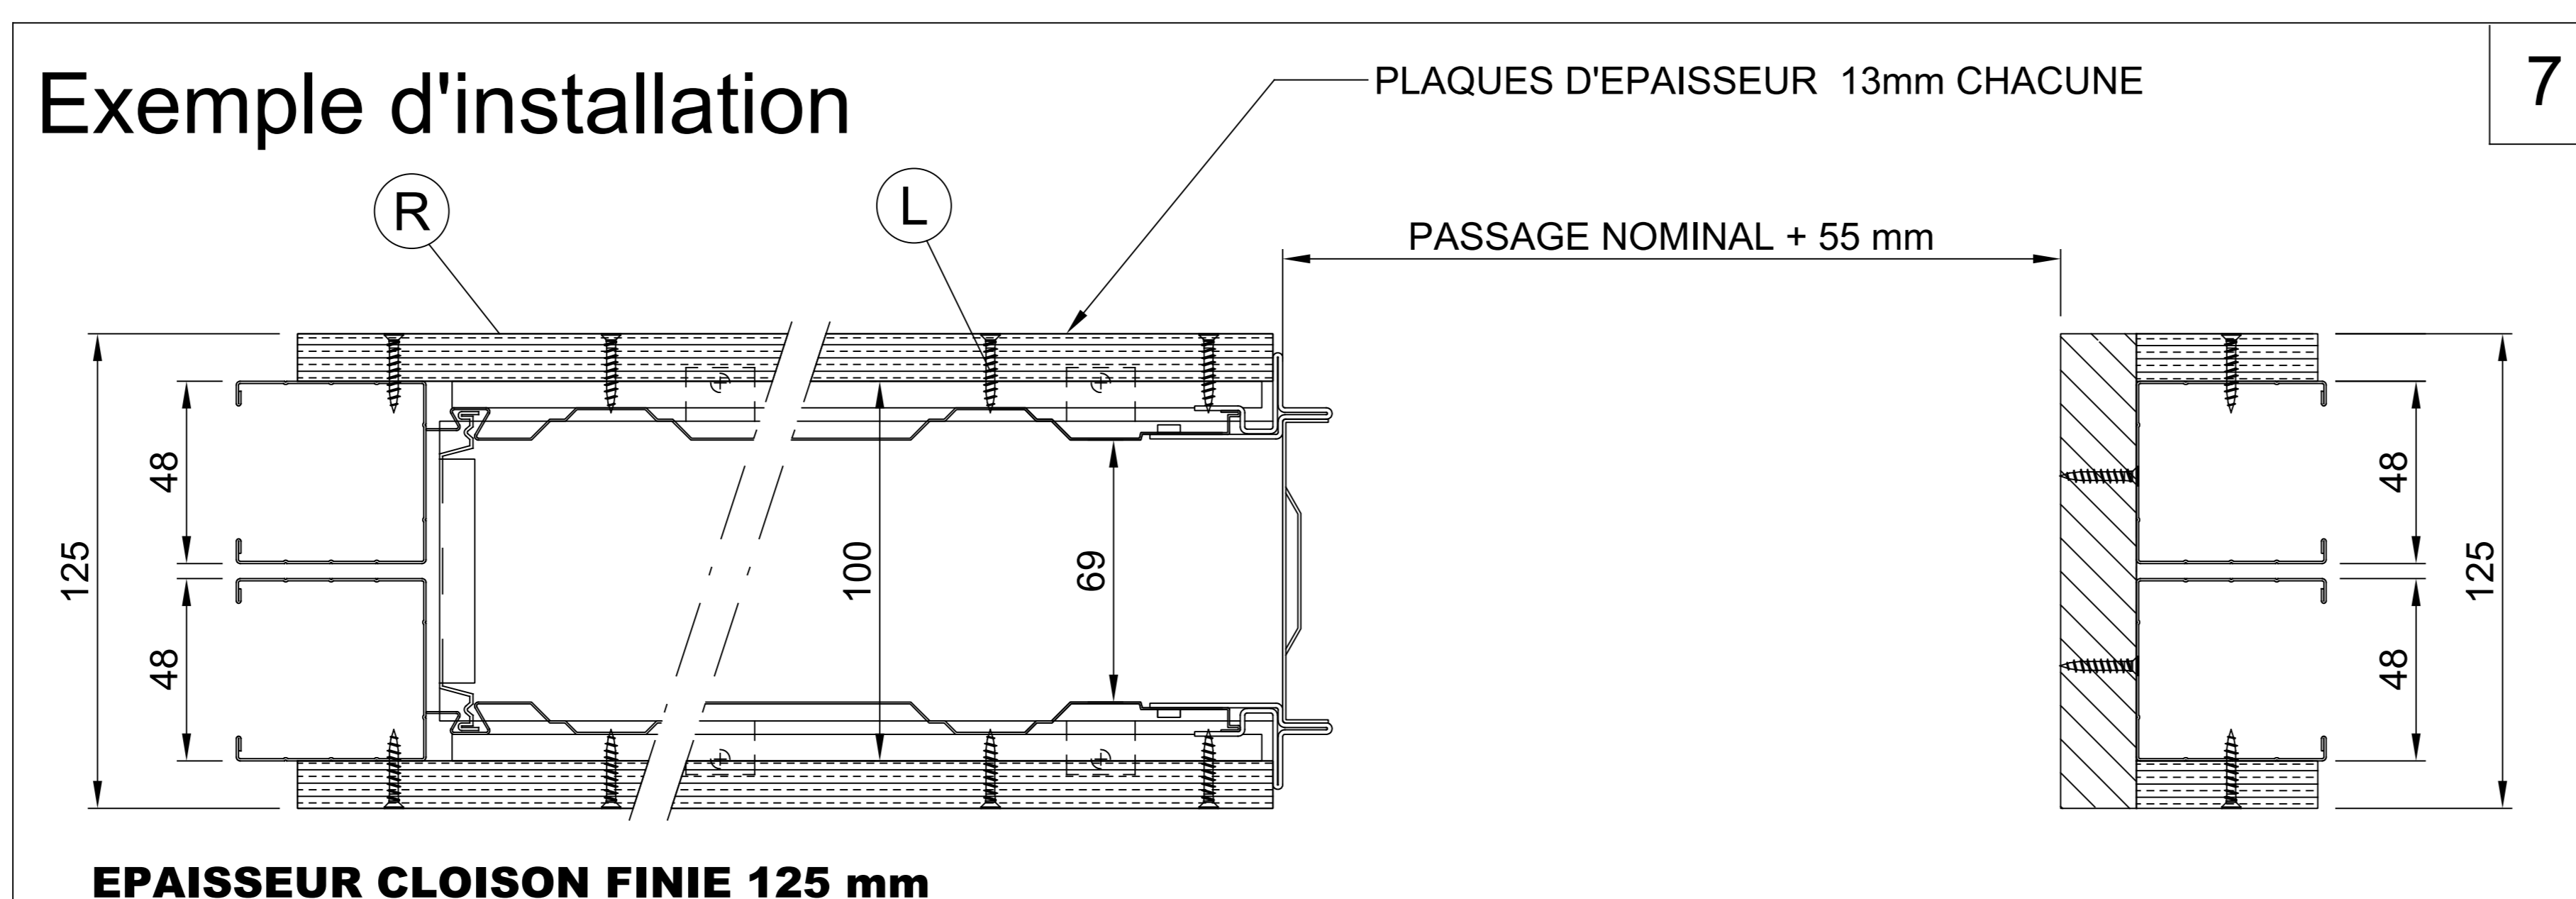 Exemple d'installation
PLAQUES D'EPAISSEUR 13mm CHACUNE
7
R
L
PASSAGE NOMINAL + 55 mm
125
48
48
100
69
48
48
125
EPAISSEUR CLOISON FINIE 125 mm